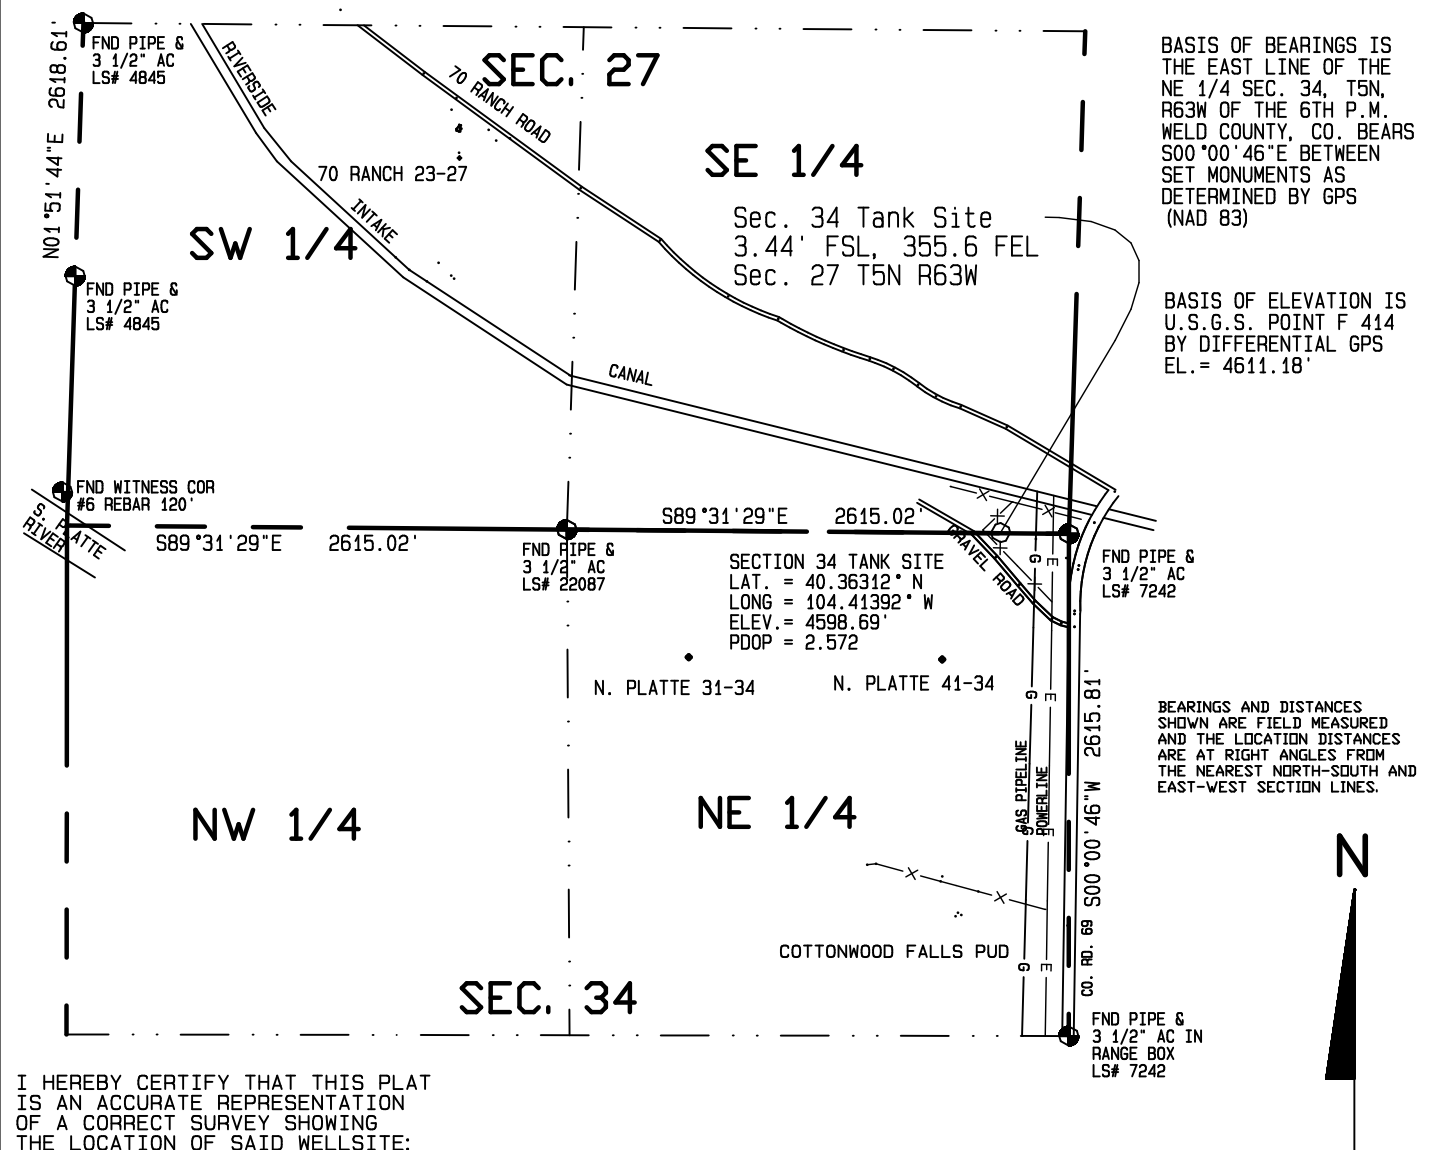 N01°51'44"E 2618.61'
FND PIPE &
3 1/2" AC
LS# 4845
RIVERSIDE
70 RANCH ROAD
SEC. 27
70 RANCH 23-27
INTAKE
SW 1/4
SE 1/4
Sec. 34 Tank Site
3.44' FSL, 355.6 FEL
Sec. 27 T5N R63W
BASIS OF BEARINGS IS
THE EAST LINE OF THE
NE 1/4 SEC. 34, T5N,
R63W OF THE 6TH P.M.
WELD COUNTY, CO. BEARS
S00°00'46"E BETWEEN
SET MONUMENTS AS
DETERMINED BY GPS
(NAD 83)
FND PIPE &
3 1/2" AC
LS# 4845
BASIS OF ELEVATION IS
U.S.G.S. POINT F 414
BY DIFFERENTIAL GPS
EL.= 4611.18'
CANAL
FND WITNESS COR
#6 REBAR 120'
S. PLATTE
RIVER
S89°31'29"E 2615.02'
S89°31'29"E 2615.02'
FND PIPE &
3 1/2" AC
LS# 22087
SECTION 34 TANK SITE
LAT. = 40.36312° N
LONG = 104.41392° W
ELEV.= 4598.69'
PDOP = 2.572
GRAVEL ROAD
X
X
G
E
FND PIPE &
3 1/2" AC
LS# 7242
N. PLATTE 31-34
N. PLATTE 41-34
G
E
S00°00'46"W 2615.81'
BEARINGS AND DISTANCES
SHOWN ARE FIELD MEASURED
AND THE LOCATION DISTANCES
ARE AT RIGHT ANGLES FROM
THE NEAREST NORTH-SOUTH AND
EAST-WEST SECTION LINES.
GAS PIPELINE
POWERLINE
G
E
NW 1/4
NE 1/4
N
X
X
COTTONWOOD FALLS PUD
G
E
CO. RD. 69
SEC. 34
FND PIPE &
3 1/2" AC IN
RANGE BOX
LS# 7242
I HEREBY CERTIFY THAT THIS PLAT
IS AN ACCURATE REPRESENTATION
OF A CORRECT SURVEY SHOWING
THE LOCATION OF SAID WELLSITE: